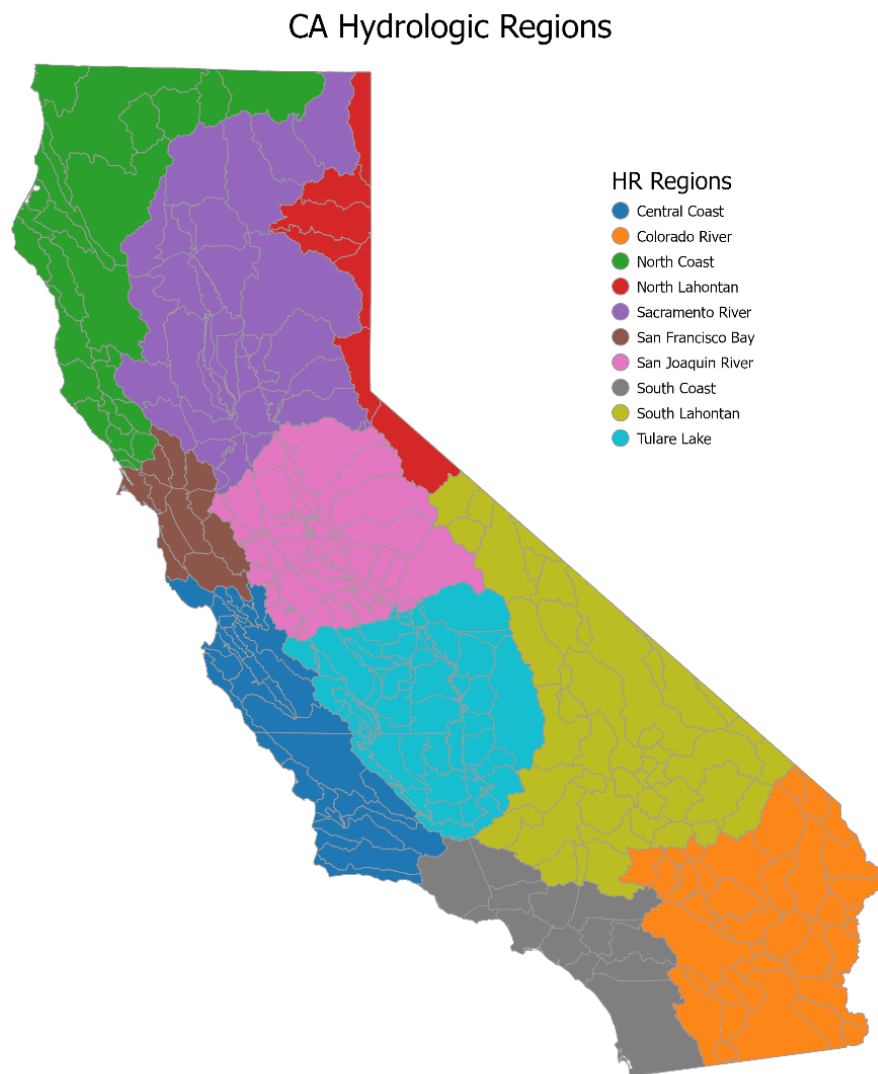 CA Hydrologic Regions
HR Regions
Central Coast
Colorado River
North Coast
North Lahontan
Sacramento River
San Francisco Bay
San Joaquin River
South Coast
South Lahontan
Tulare Lake